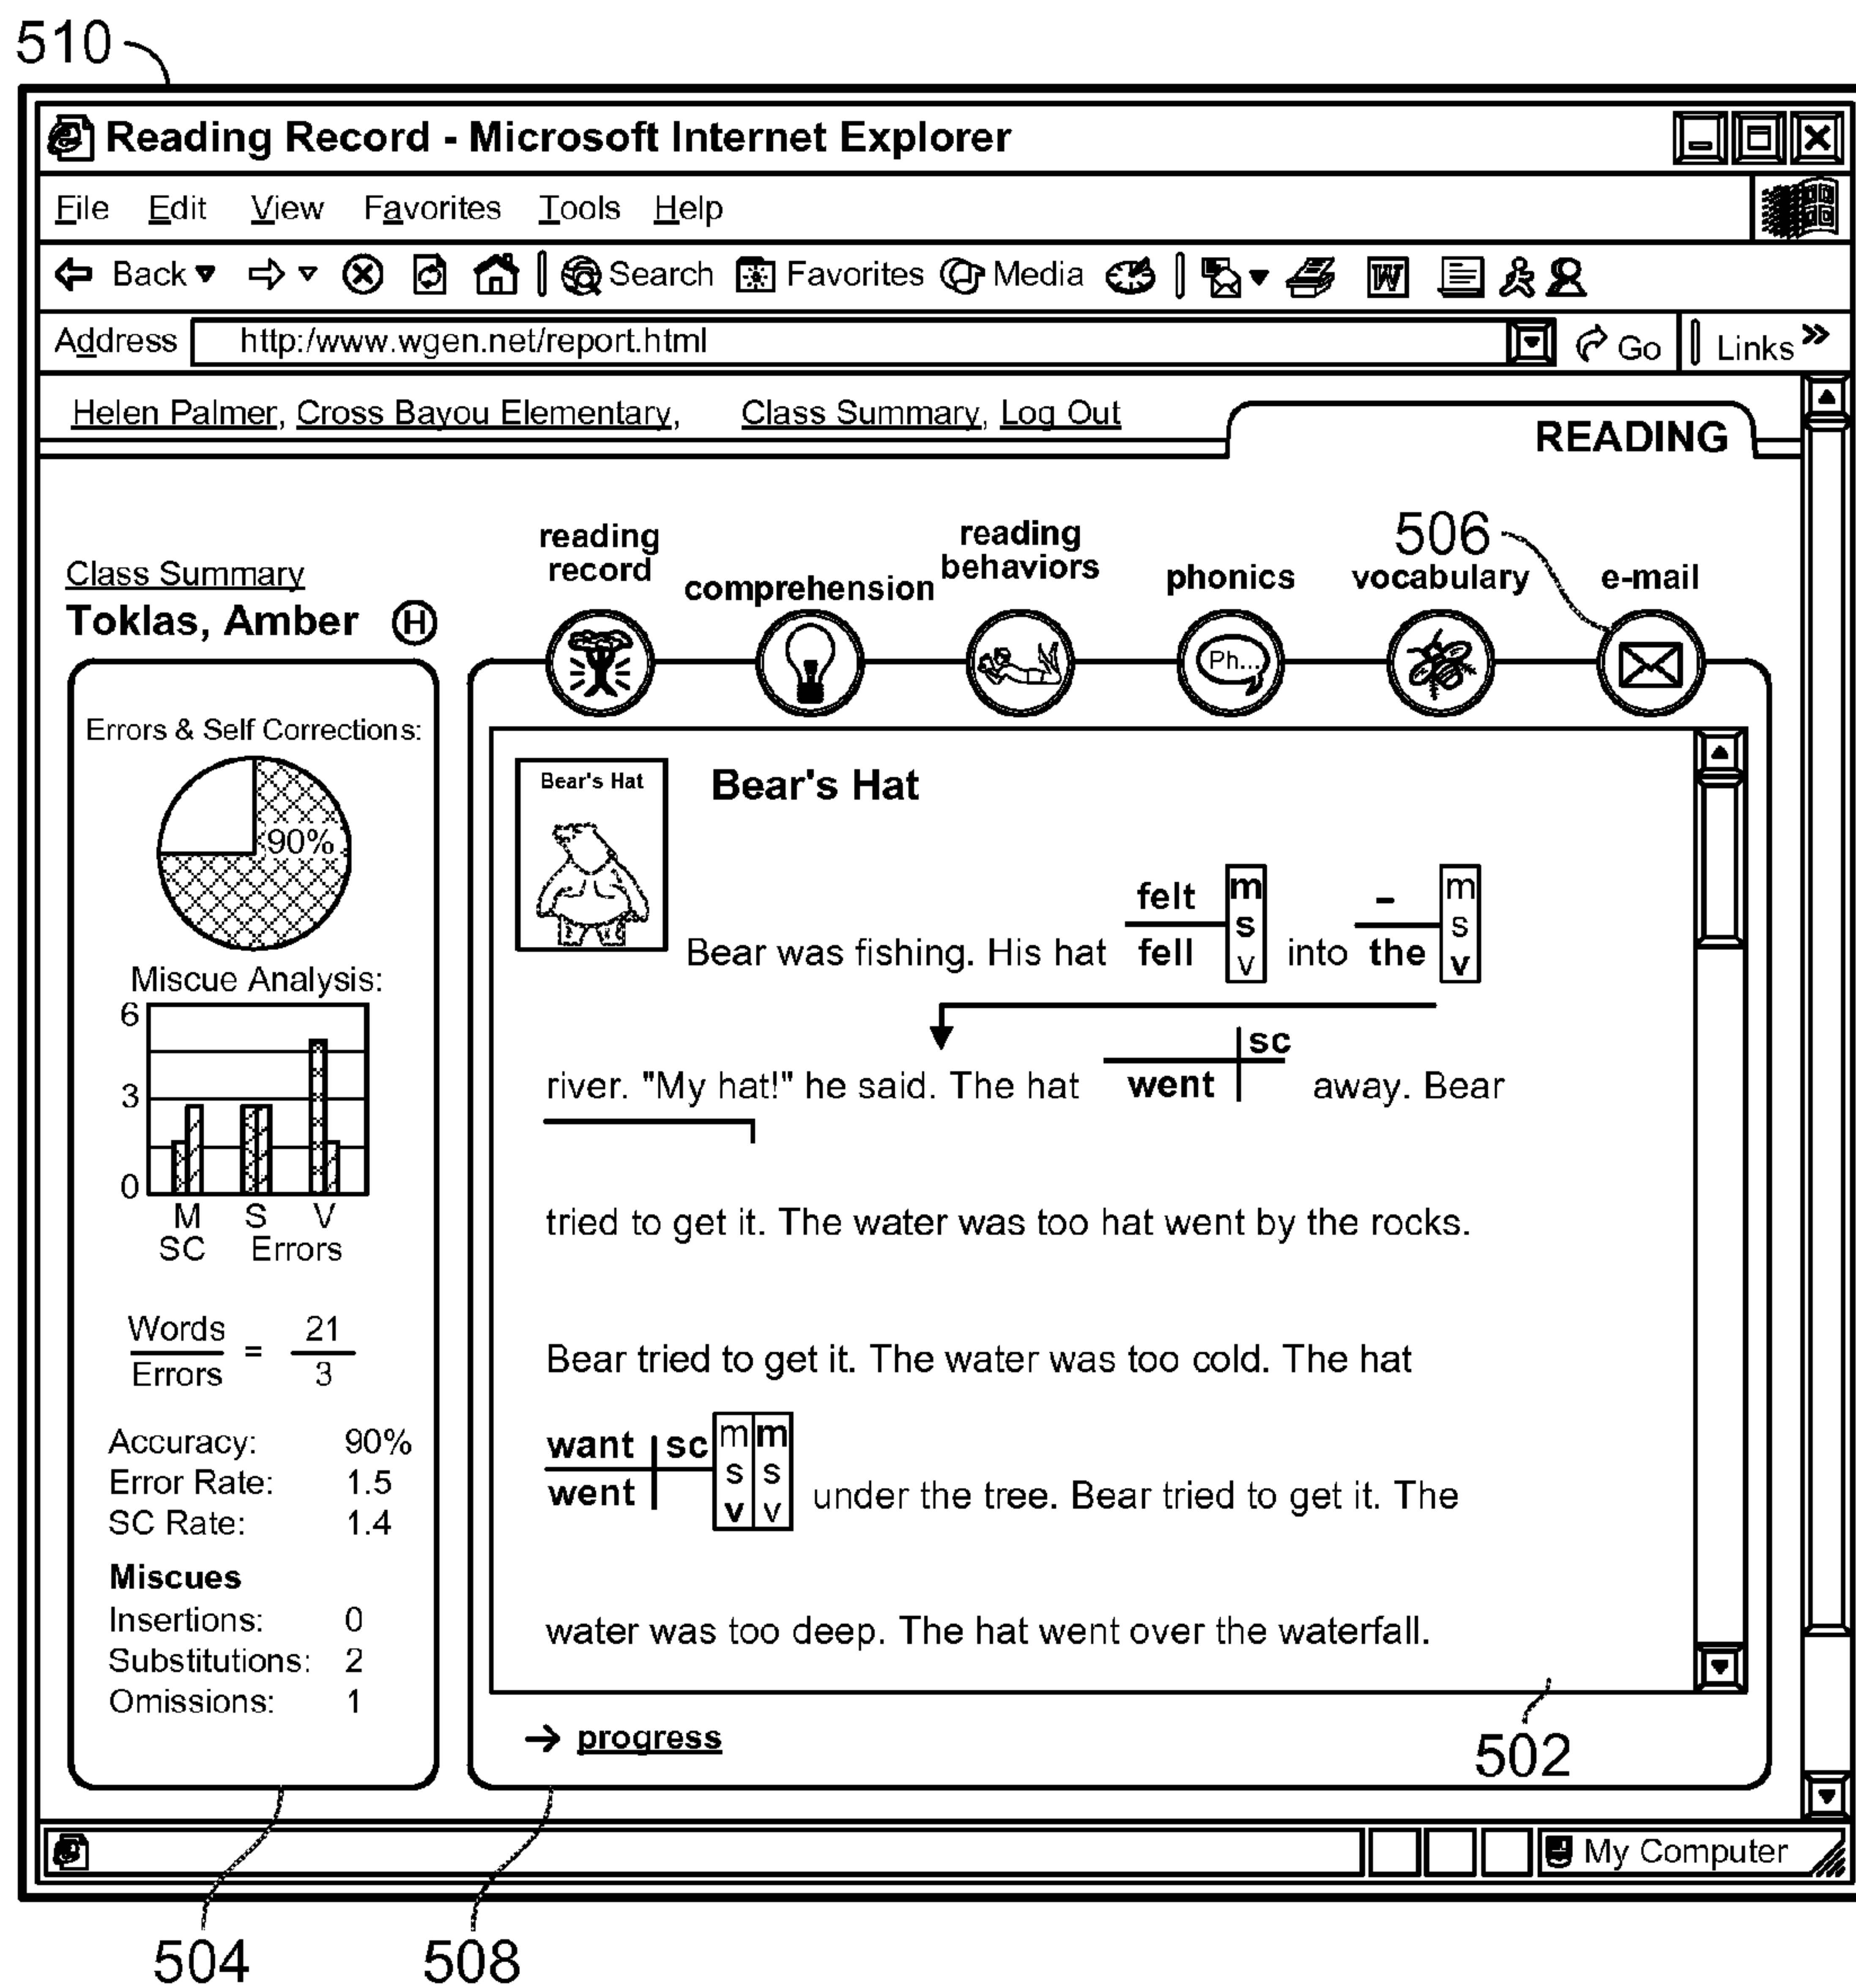 510
Reading Record - Microsoft Internet Explorer
File Edit View Favorites Tools Help
Back Search Favorites Media W
Address http:/www.wgen.net/report.html Go Links »
Helen Palmer, Cross Bayou Elementary, Class Summary, Log Out
READING
506
reading record
comprehension
reading behaviors
phonics
vocabulary
e-mail
Class Summary
Toklas, Amber H
Ph...
Errors & Self Corrections:
90%
Miscue Analysis:
6
3
0
M S V
SC Errors
Words 21
Errors = 3
Accuracy: 90%
Error Rate: 1.5
SC Rate: 1.4
Miscues
Insertions: 0
Substitutions: 2
Omissions: 1
Bear's Hat
Bear's Hat
felt m – m
s s
Bear was fishing. His hat fell v into the v
sc
river. "My hat!" he said. The hat went away. Bear
tried to get it. The water was too hat went by the rocks.
Bear tried to get it. The water was too cold. The hat
want sc m m
s s
went v v under the tree. Bear tried to get it. The
water was too deep. The hat went over the waterfall.
→ progress
502
My Computer
504
508